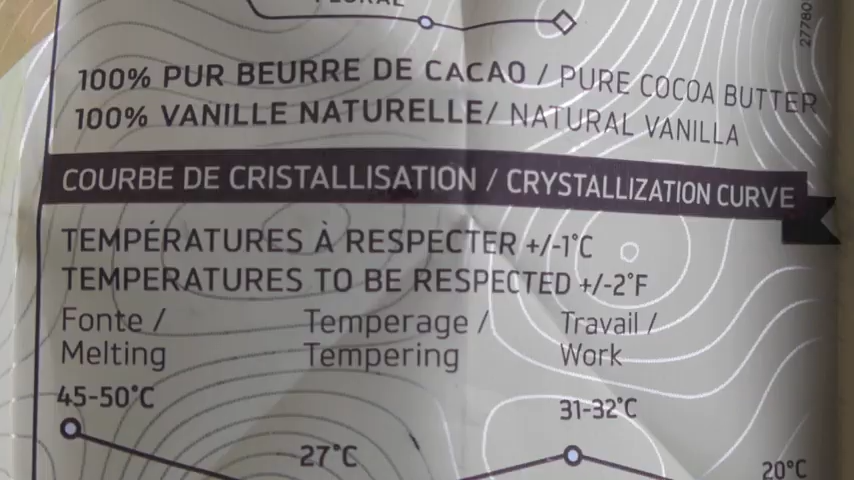 27780
100% PUR BEURRE DE CACAO / PURE COCOA BUTTER
100% VANILLE NATURELLE/ NATURAL VANILLA
COURBE DE CRISTALLISATION / CRYSTALLIZATION CURVE
TEMPÉRATURES À RESPECTER +/-1°C
TEMPERATURES TO BE RESPECTED +/-2°F
Fonte / Temperage / Travail /
Melting Tempering Work
45-50°C 31-32°C
27°C 20°C